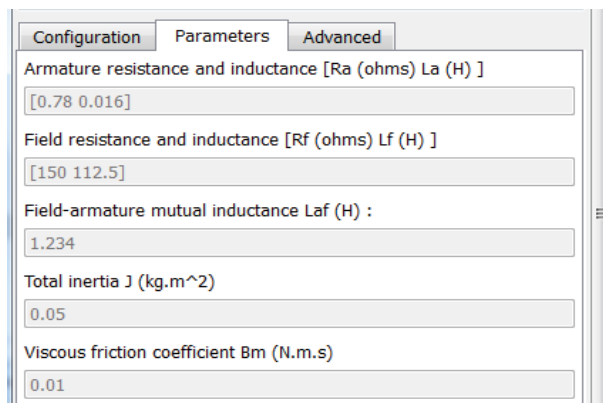 Configuration Parameters Advanced
Armature resistance and inductance [Ra (ohms) La (H) ]
[0.78 0.016]
Field resistance and inductance [Rf (ohms) Lf (H) ]
[150 112.5]
Field-armature mutual inductance Laf (H) :
1.234
Total inertia J (kg.m^2)
0.05
Viscous friction coefficient Bm (N.m.s)
0.01